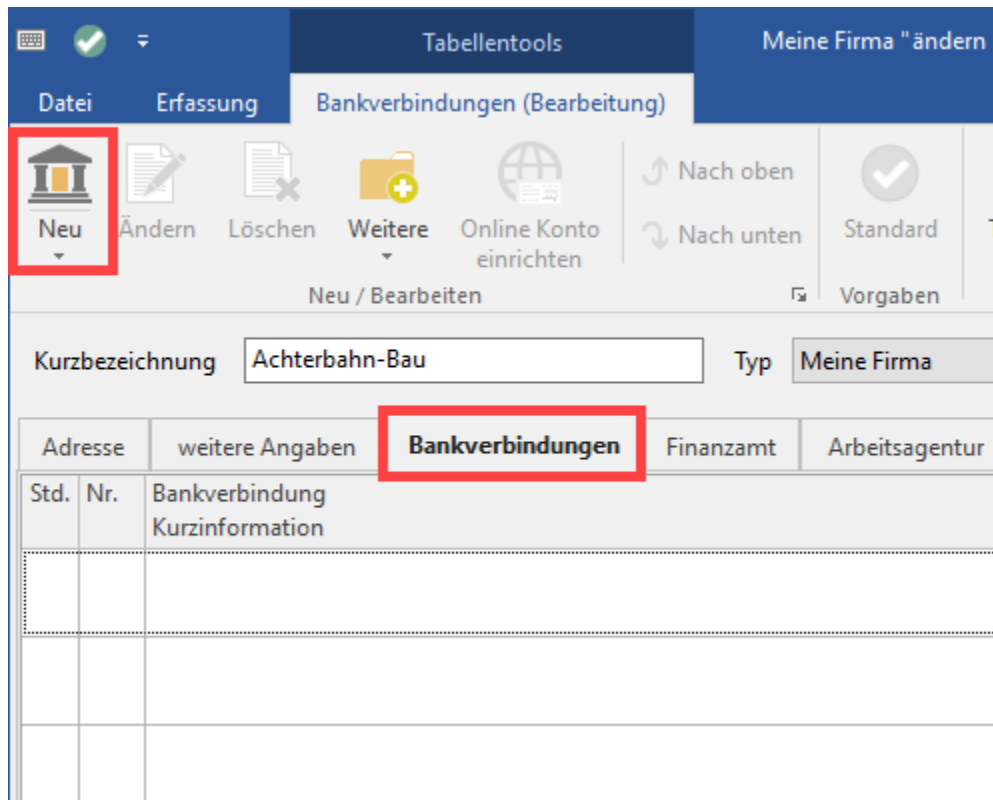 Tabellentools
Meine Firma "ändern
Datei
Erfassung
Bankverbindungen (Bearbeitung)
Neu
Ändern
Löschen
Weitere
Online Konto
einrichten
Nach oben
Nach unten
Standard
Neu / Bearbeiten
Vorgaben
Kurzbezeichnung
Achterbahn-Bau
Typ
Meine Firma
Adresse
weitere Angaben
Bankverbindungen
Finanzamt
Arbeitsagentur
Std.
Nr.
Bankverbindung
Kurzinformation